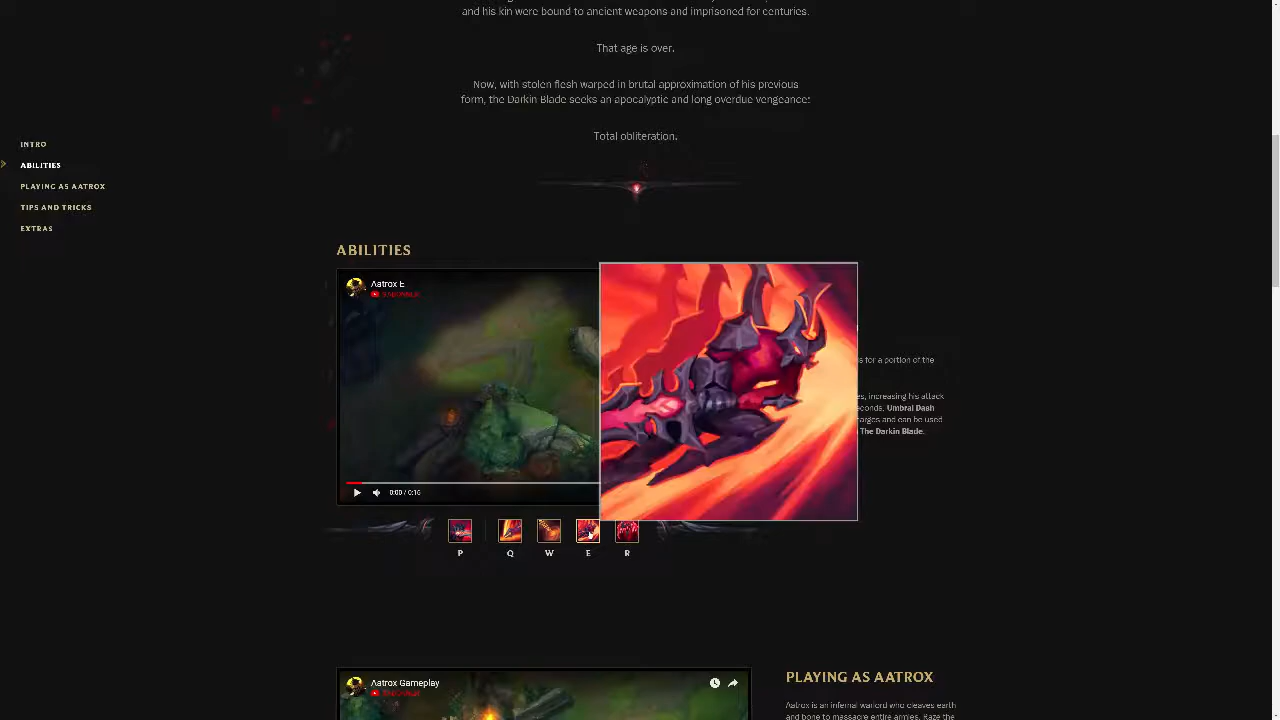 and his kin were bound to ancient weapons and imprisoned for centuries.
That age is over.
Now, with stolen flesh warped in brutal approximation of his previous
form, the Darkin Blade seeks an apocalyptic and long overdue vengeance:
Total obliteration.
INTRO
ABILITIES
PLAYING AS AATROX
TIPS AND TRICKS
EXTRAS
ABILITIES
Aatrox E
for a portion of the
increasing his attack
Umbral Dash
and can be used
The Darkin Blade.
0:00 / 0:16
P
Q
W
E
R
Aatrox Gameplay
PLAYING AS AATROX
Aatrox is an infernal warlord who cleaves earth
and bone to massacre entire armies. Raze the